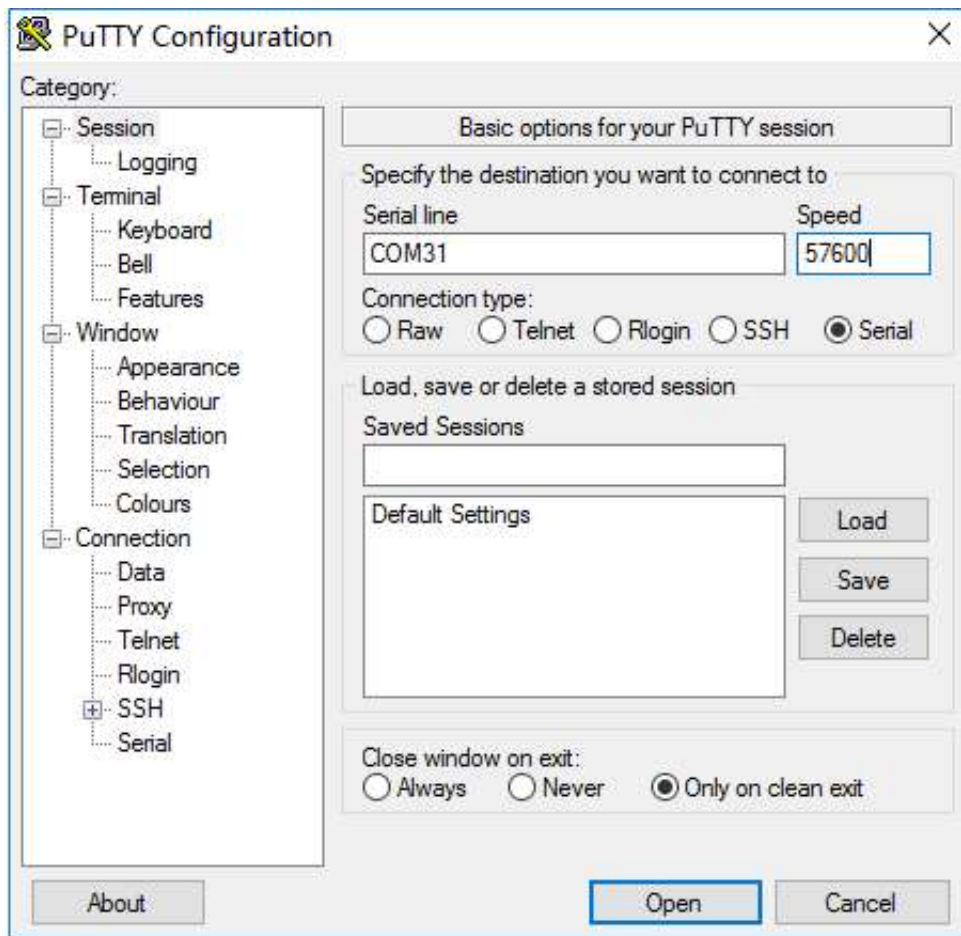 PuTTY Configuration
Category:
Session
Logging
Terminal
Keyboard
Bell
Features
Window
Appearance
Behaviour
Translation
Selection
Colours
Connection
Data
Proxy
Telnet
Rlogin
SSH
Serial
Basic options for your PuTTY session
Specify the destination you want to connect to
Serial line Speed
COM31 57600
Connection type:
Raw Telnet Rlogin SSH Serial
Load, save or delete a stored session
Saved Sessions
Default Settings
Load
Save
Delete
Close window on exit:
Always Never Only on clean exit
About Open Cancel